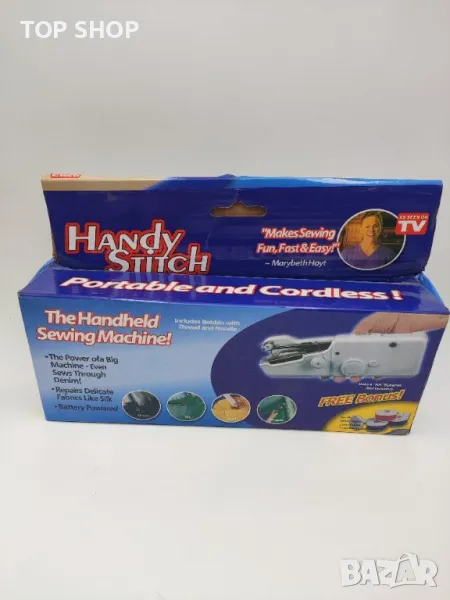 TOP SHOP
HANDY
STITCH
"Makes Sewing
Fun, Fast & Easy!"
- Marybeth Hoyt
AS SEEN ON
TV
Portable and Cordless!
The Handheld
Sewing Machine!
Includes Bobbin with
Thread and Needle
• The Power of a Big
Machine - Even
Sews Through
Denim!
• Repairs Delicate
Fabrics Like Silk
• Battery Powered
FREE Bonus!
BAZAR